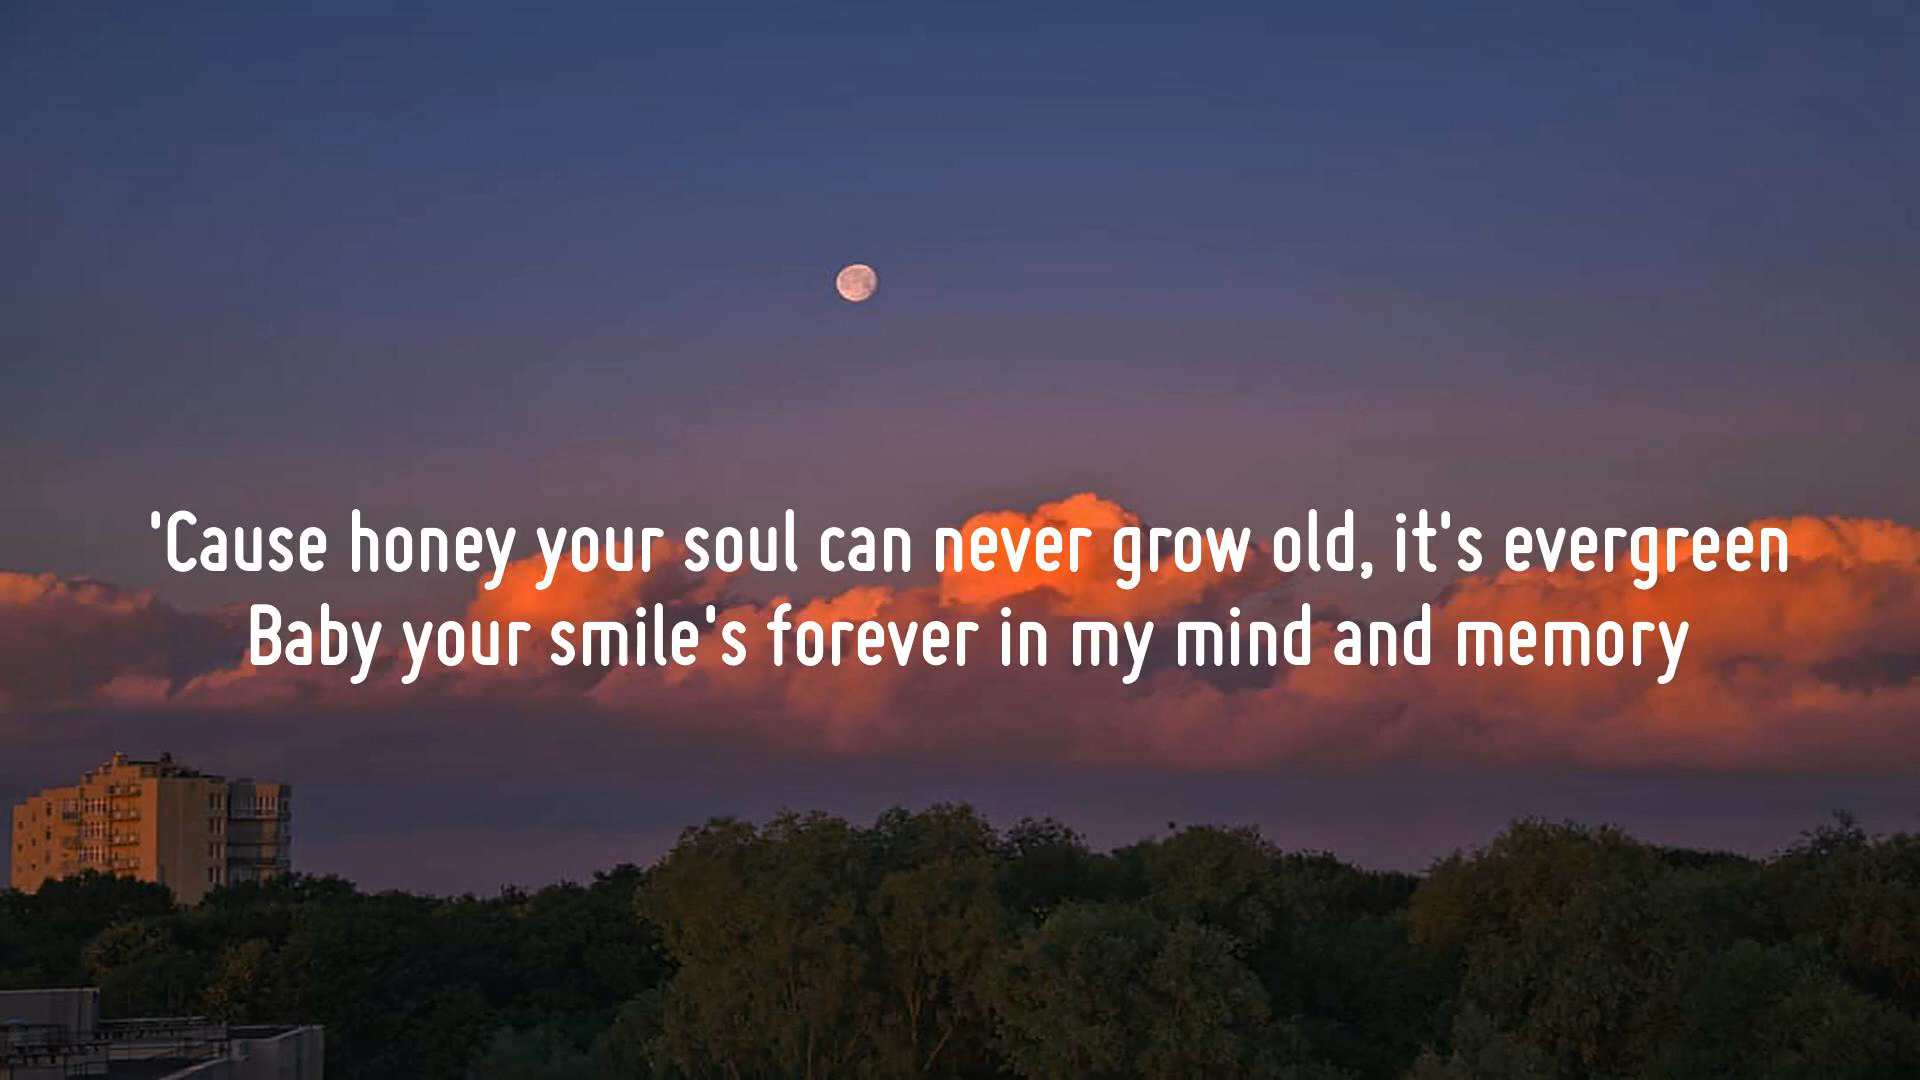 'Cause honey your soul can never grow old, it's evergreen
Baby your smile's forever in my mind and memory